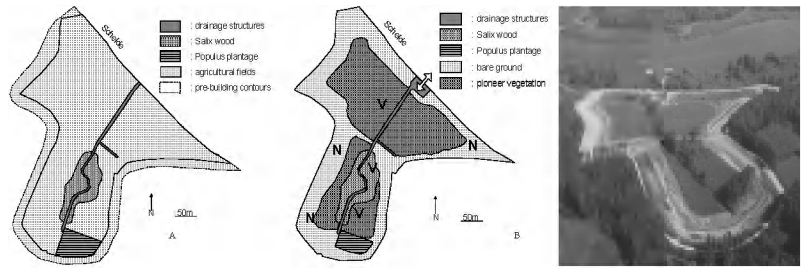 Schelde
: drainage structures
: Salix wood
: Populus plantage
: agricultural fields
: pre-building contours
N
50m
A
Schelde
: drainage structures
: Salix wood
: Populus plantage
: bare ground
: pioneer vegetation
V
N
N
V
N
V
N
50m
B